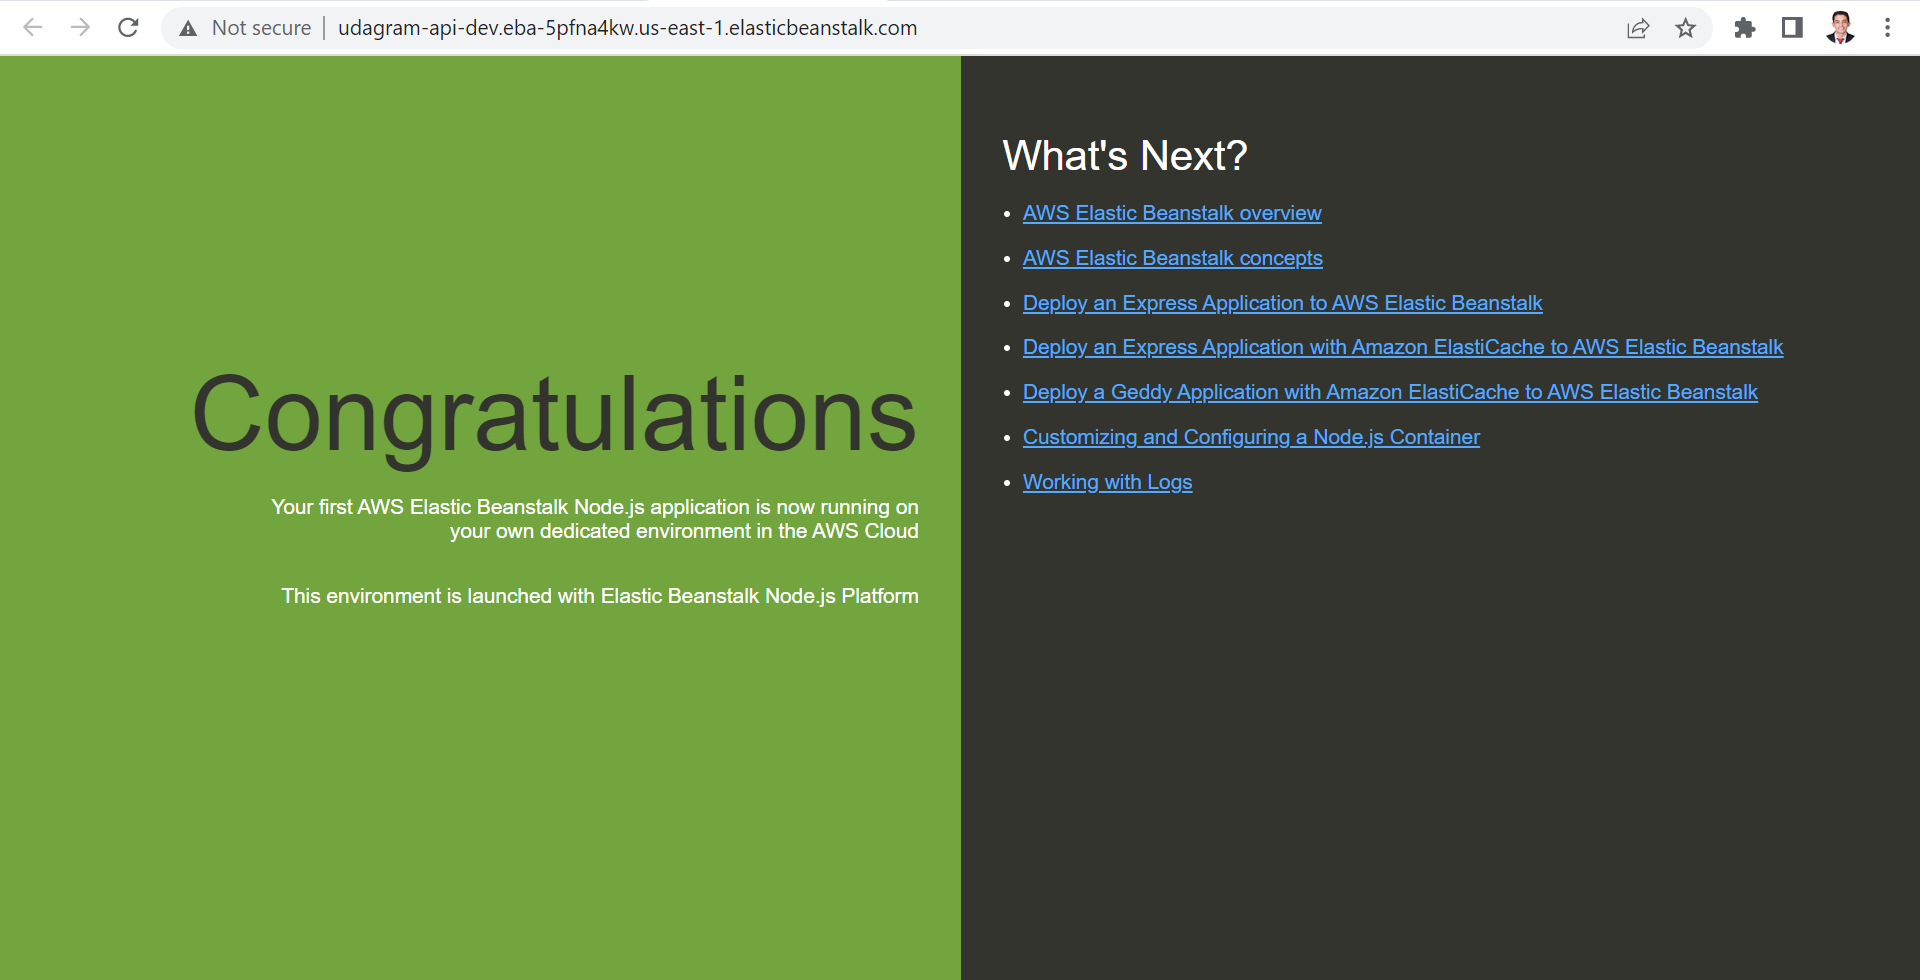 Not secure | udagram-api-dev.eba-5pfna4kw.us-east-1.elasticbeanstalk.com
Congratulations
Your first AWS Elastic Beanstalk Node.js application is now running on
your own dedicated environment in the AWS Cloud
This environment is launched with Elastic Beanstalk Node.js Platform
What's Next?
• AWS Elastic Beanstalk overview
• AWS Elastic Beanstalk concepts
• Deploy an Express Application to AWS Elastic Beanstalk
• Deploy an Express Application with Amazon ElastiCache to AWS Elastic Beanstalk
• Deploy a Geddy Application with Amazon ElastiCache to AWS Elastic Beanstalk
• Customizing and Configuring a Node.js Container
• Working with Logs